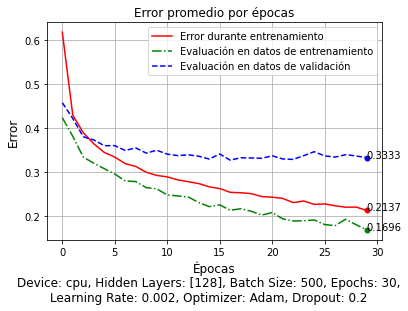 Error promedio por épocas
Error durante entrenamiento
Evaluación en datos de entrenamiento
Evaluación en datos de validación
Error
0.6
0.5
0.4
0.3
0.2
0.3333
0.2137
0.1696
0 5 10 15 20 25 30
Épocas
Device: cpu, Hidden Layers: [128], Batch Size: 500, Epochs: 30,
Learning Rate: 0.002, Optimizer: Adam, Dropout: 0.2